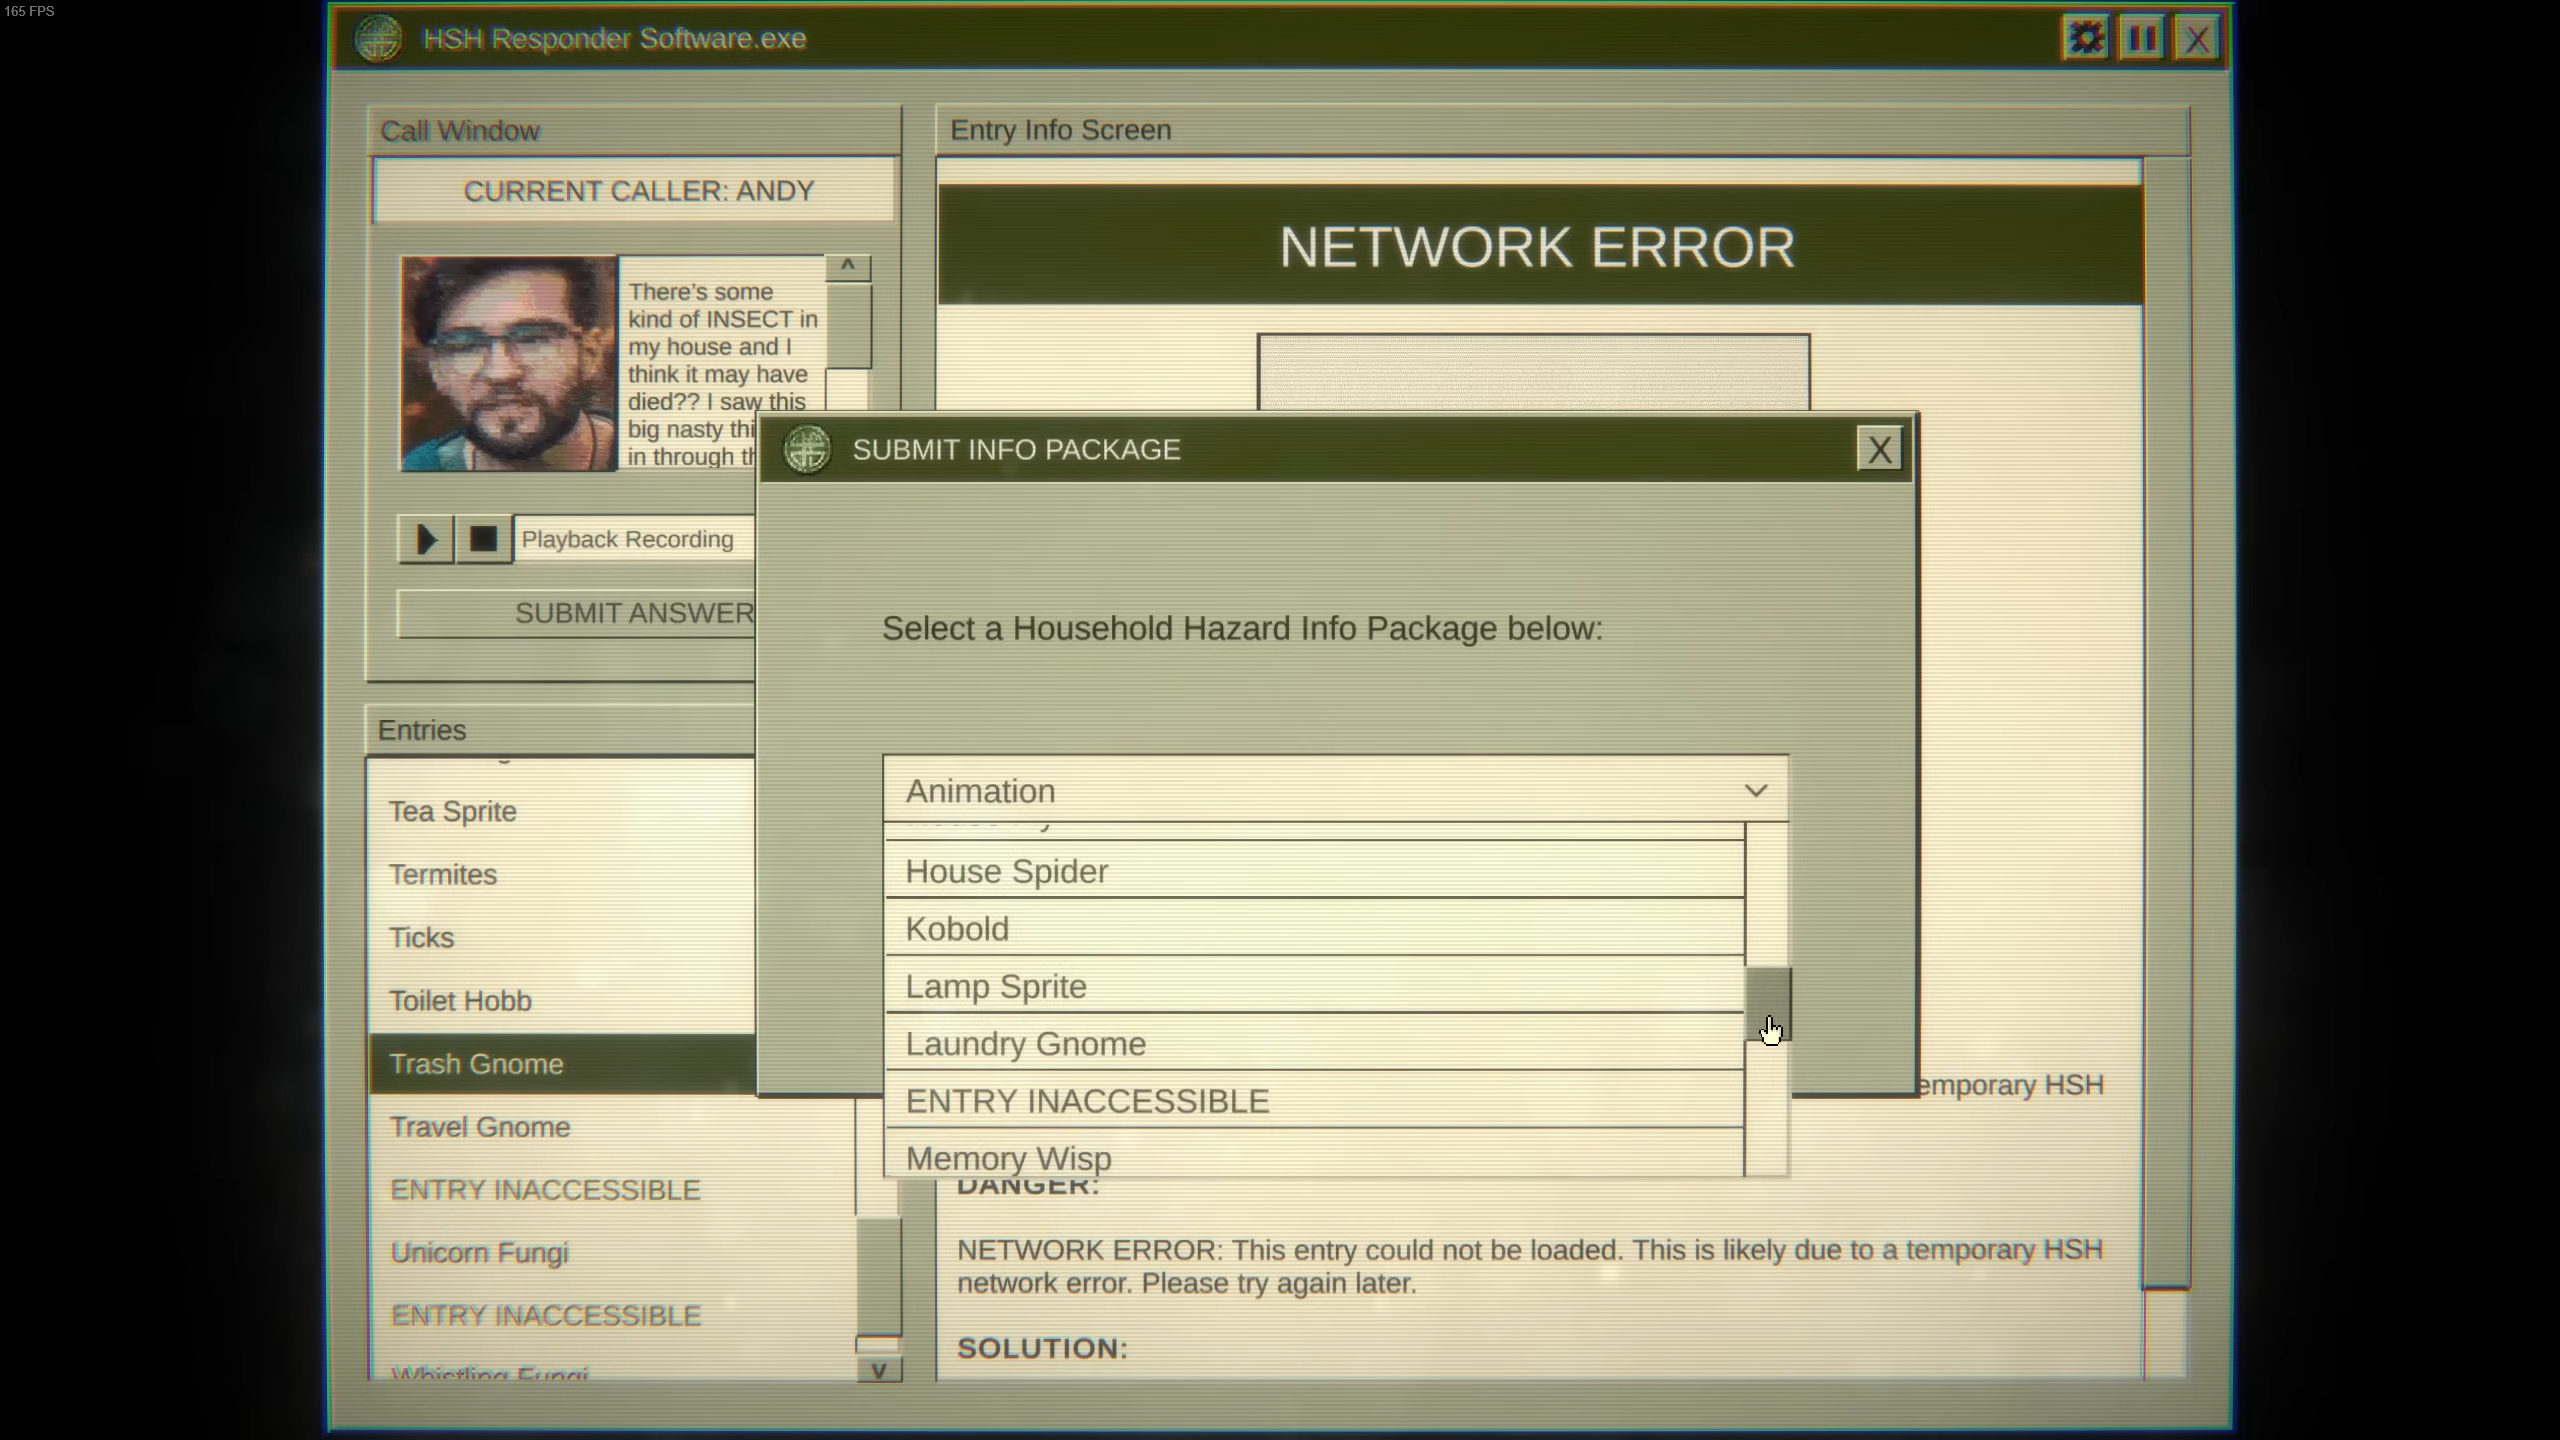 165 FPS
HSH Responder Software.exe
X
Call Window
CURRENT CALLER: ANDY
There's some
kind of INSECT in
my house and I
think it may have
died?? I saw this
big nasty thi
in through th
Playback Recording
SUBMIT ANSWER
Entries
Tea Sprite
Termites
Ticks
Toilet Hobb
Trash Gnome
Travel Gnome
ENTRY INACCESSIBLE
Unicorn Fungi
ENTRY INACCESSIBLE
Whistling Fungi
Entry Info Screen
NETWORK ERROR
SUBMIT INFO PACKAGE
X
Select a Household Hazard Info Package below:
Animation
House Spider
Kobold
Lamp Sprite
Laundry Gnome
ENTRY INACCESSIBLE
Memory Wisp
emporary HSH
DANGER:
NETWORK ERROR: This entry could not be loaded. This is likely due to a temporary HSH
network error. Please try again later.
SOLUTION: